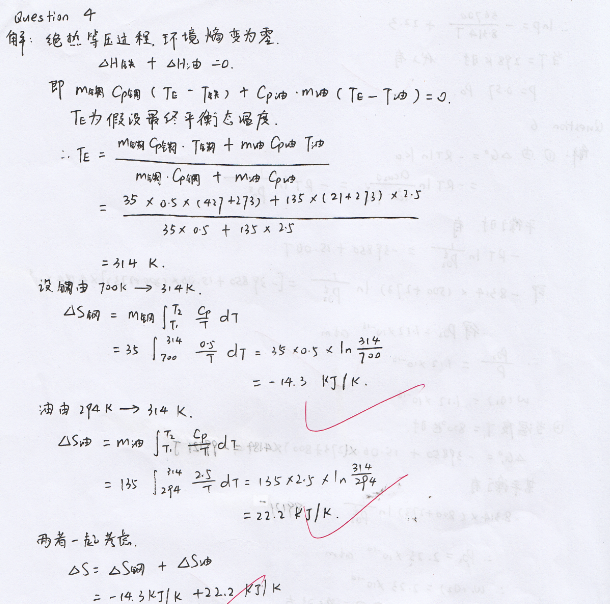 Question 4
解: 绝热等压过程, 环境熵变为零.
ΔH钢 + ΔH油 = 0.
即 m钢 Cp钢 (TE - T钢) + Cp油 · m油 (TE - T油) = 0.
TE为假设最终平衡态温度.
∴ TE = (m钢 Cp钢 · T钢 + m油 Cp油 T油) / (m钢 · Cp钢 + m油 Cp油)
= (35 × 0.5 × (427+273) + 135 × (21+273) × 2.5) / (35 × 0.5 + 135 × 2.5)
= 314 K.
设钢由 700K → 314K.
ΔS钢 = m钢 ∫_{T1}^{T2} Cp/T dT
= 35 ∫_{700}^{314} 0.5/T dT = 35 × 0.5 × ln 314/700
= -14.3 KJ/K.
油由 294K → 314 K.
ΔS油 = m油 ∫_{T1}^{T2} Cp/T dT
= 135 ∫_{294}^{314} 2.5/T dT = 135 × 2.5 × ln 314/294
= 22.2 KJ/K.
两者一起考虑.
ΔS = ΔS钢 + ΔS油
= -14.3 KJ/K + 22.2 KJ/K